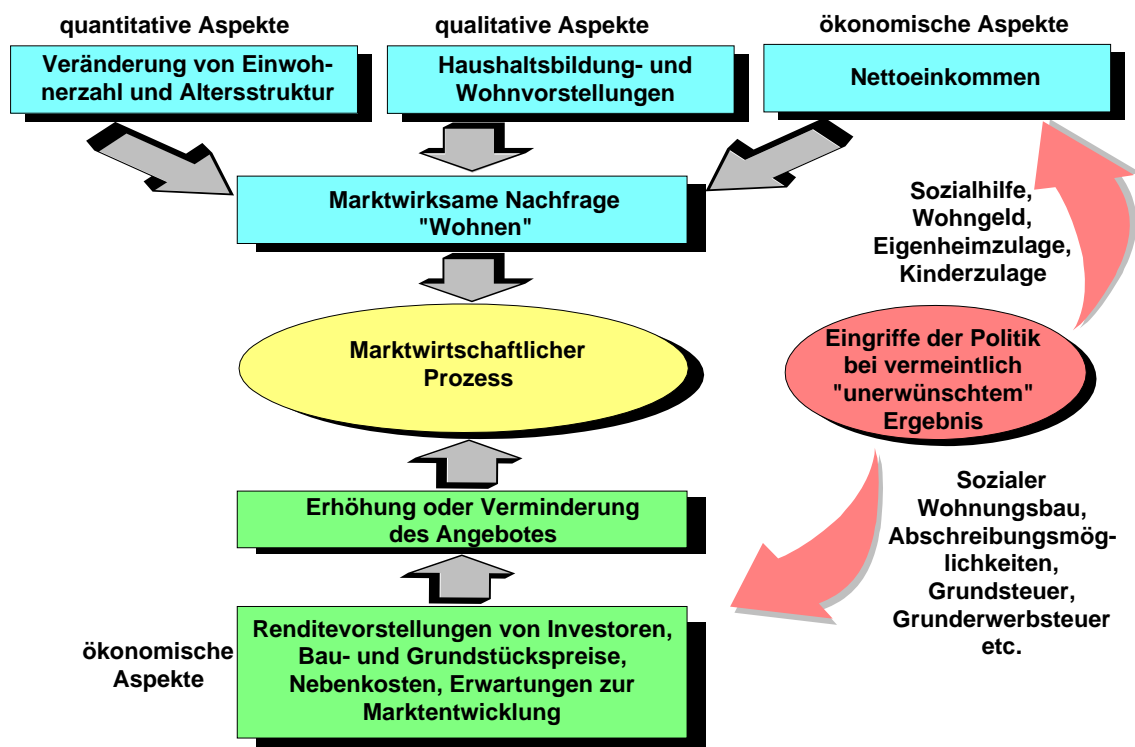 quantitative Aspekte
Veränderung von Einwoh-
nerzahl und Altersstruktur
qualitative Aspekte
Haushaltsbildung- und
Wohnvorstellungen
ökonomische Aspekte
Nettoeinkommen
Marktwirksame Nachfrage
"Wohnen"
Sozialhilfe,
Wohngeld,
Eigenheimzulage,
Kinderzulage
Marktwirtschaftlicher
Prozess
Eingriffe der Politik
bei vermeintlich
"unerwünschtem"
Ergebnis
Erhöhung oder Verminderung
des Angebotes
Sozialer
Wohnungsbau,
Abschreibungsmög-
lichkeiten,
Grundsteuer,
Grunderwerbsteuer
etc.
ökonomische
Aspekte
Renditevorstellungen von Investoren,
Bau- und Grundstückspreise,
Nebenkosten, Erwartungen zur
Marktentwicklung